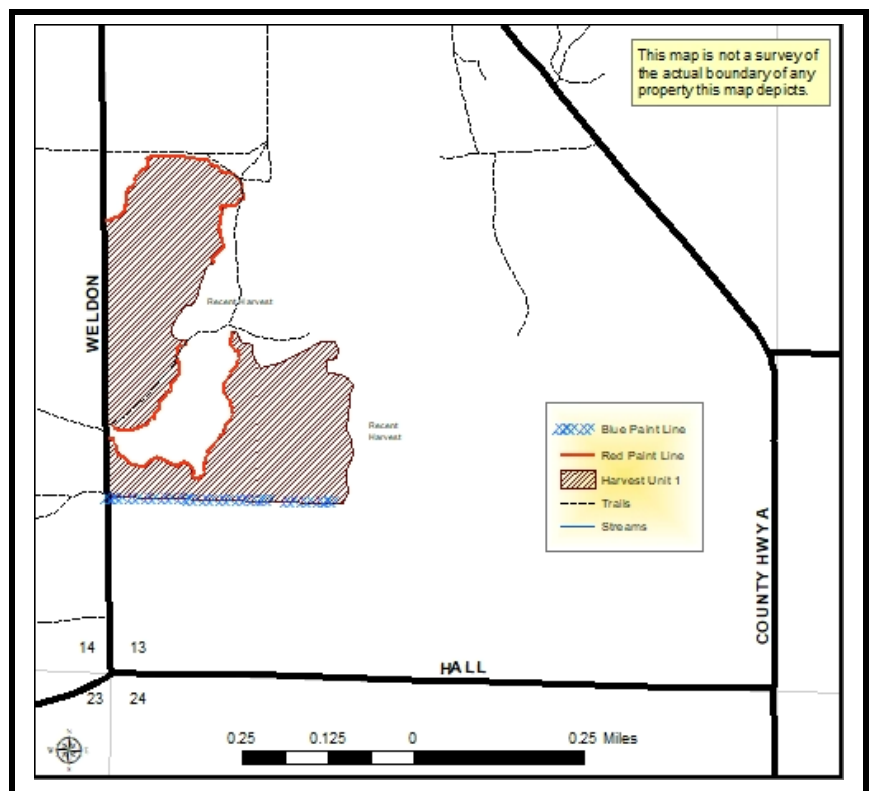 This map is not a survey of
the actual boundary of any
property this map depicts.
WELDON
Recent Harvest
Recent
Harvest
Blue Paint Line
Red Paint Line
Harvest Unit 1
Trails
Streams
COUNTY HWY A
14 13
HALL
23 24
0.25 0.125 0 0.25 Miles